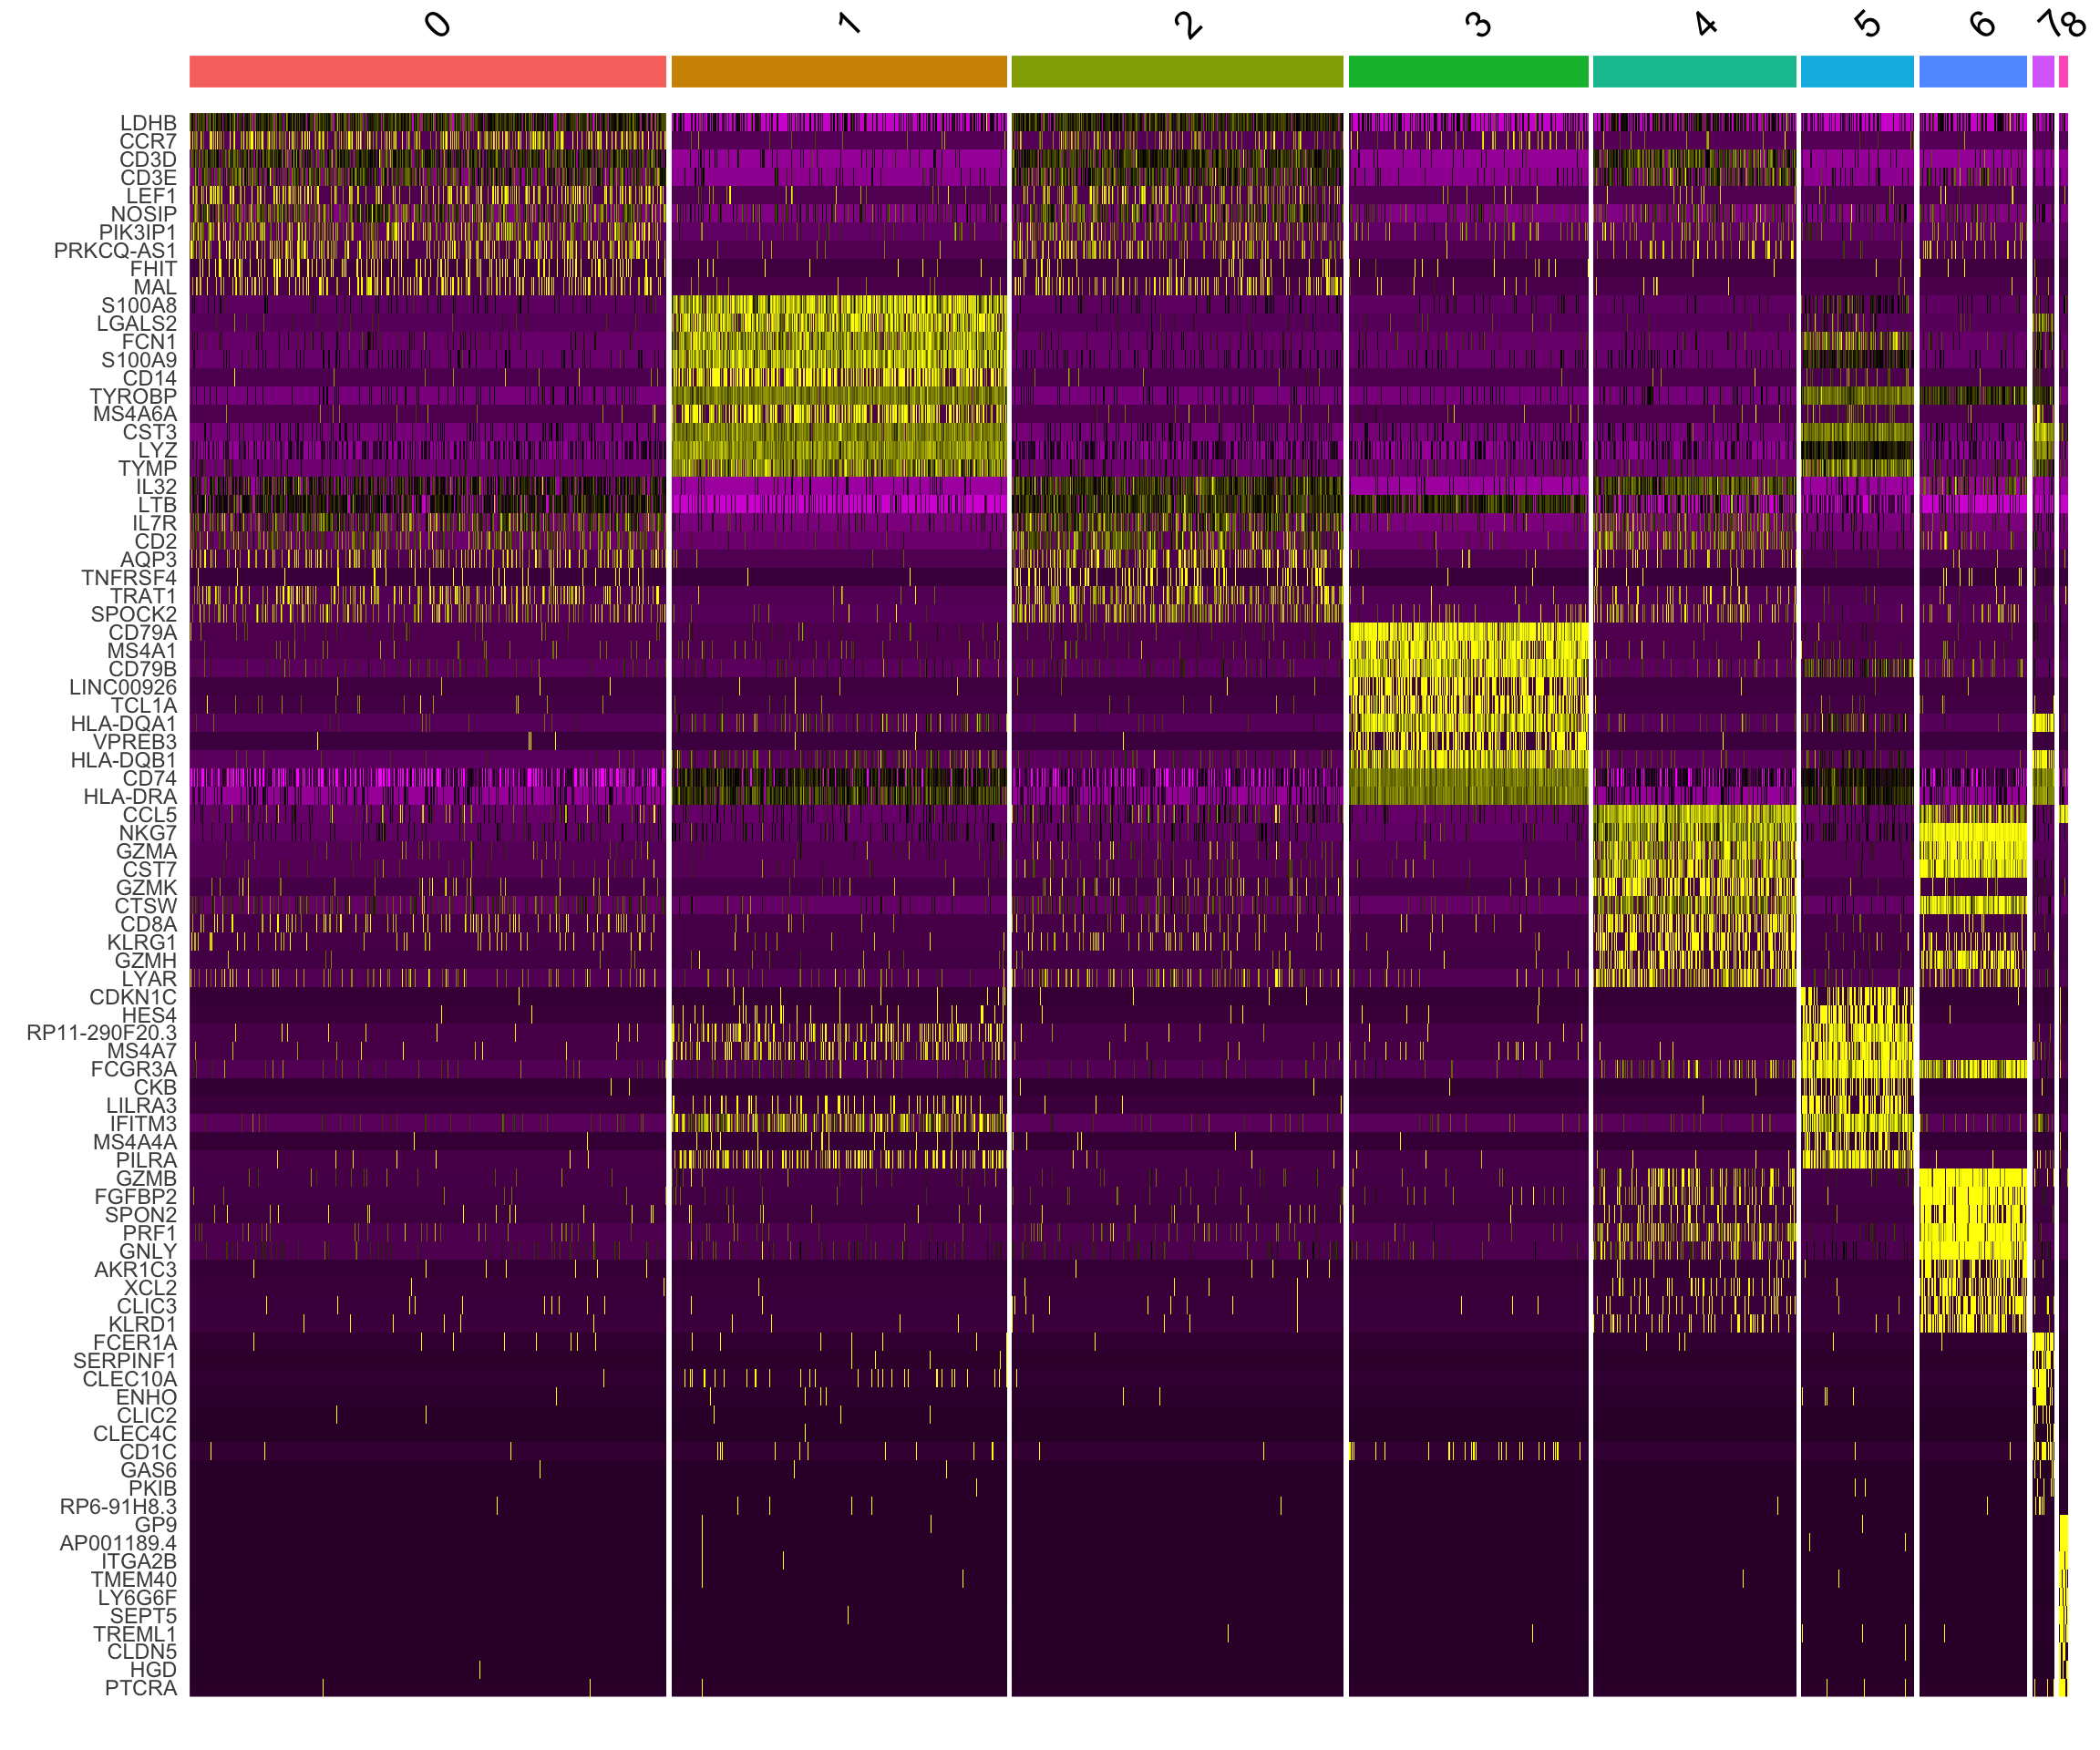 0 1 2 3 4 5 6 7 8
LDHB
CCR7
CD3D
CD3E
LEF1
NOSIP
PIK3IP1
PRKCQ-AS1
FHIT
MAL
S100A8
LGALS2
FCN1
S100A9
CD14
TYROBP
MS4A6A
CST3
LYZ
TYMP
IL32
LTB
IL7R
CD2
AQP3
TNFRSF4
TRAT1
SPOCK2
CD79A
MS4A1
CD79B
LINC00926
TCL1A
HLA-DQA1
VPREB3
HLA-DQB1
CD74
HLA-DRA
CCL5
NKG7
GZMA
CST7
GZMK
CTSW
CD8A
KLRG1
GZMH
LYAR
CDKN1C
HES4
RP11-290F20.3
MS4A7
FCGR3A
CKB
LILRA3
IFITM3
MS4A4A
PILRA
GZMB
FGFBP2
SPON2
PRF1
GNLY
AKR1C3
XCL2
CLIC3
KLRD1
FCER1A
SERPINF1
CLEC10A
ENHO
CLIC2
CLEC4C
CD1C
GAS6
PKIB
RP6-91H8.3
GP9
AP001189.4
ITGA2B
TMEM40
LY6G6F
SEPT5
TREML1
CLDN5
HGD
PTCRA